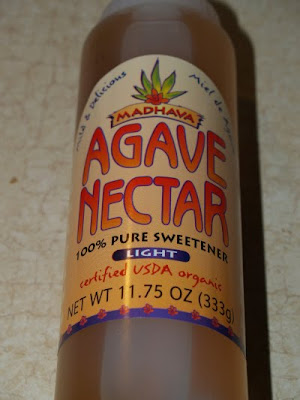 Mild & Delicious
Miel de
MADHAVA
AGAVE
NECTAR
100% PURE SWEETENER
LIGHT
certified USDA organic
NET WT 11.75 OZ (333g)